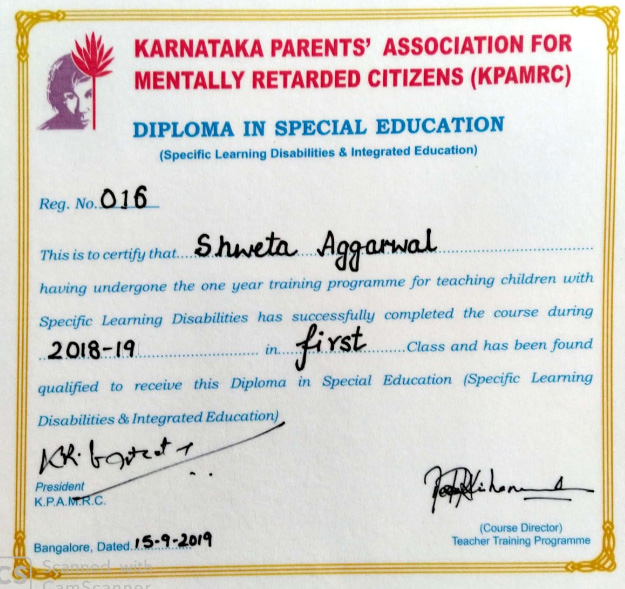 KARNATAKA PARENTS' ASSOCIATION FOR
MENTALLY RETARDED CITIZENS (KPAMRC)
DIPLOMA IN SPECIAL EDUCATION
(Specific Learning Disabilities & Integrated Education)
Reg. No. 016
This is to certify that Shweta Aggarwal
having undergone the one year training programme for teaching children with
Specific Learning Disabilities has successfully completed the course during
2018-19 in first Class and has been found
qualified to receive this Diploma in Special Education (Specific Learning
Disabilities & Integrated Education)
President
K.P.A.M.R.C.
(Course Director)
Teacher Training Programme
Bangalore, Dated 15-9-2019
CS Scanned with
CamScanner